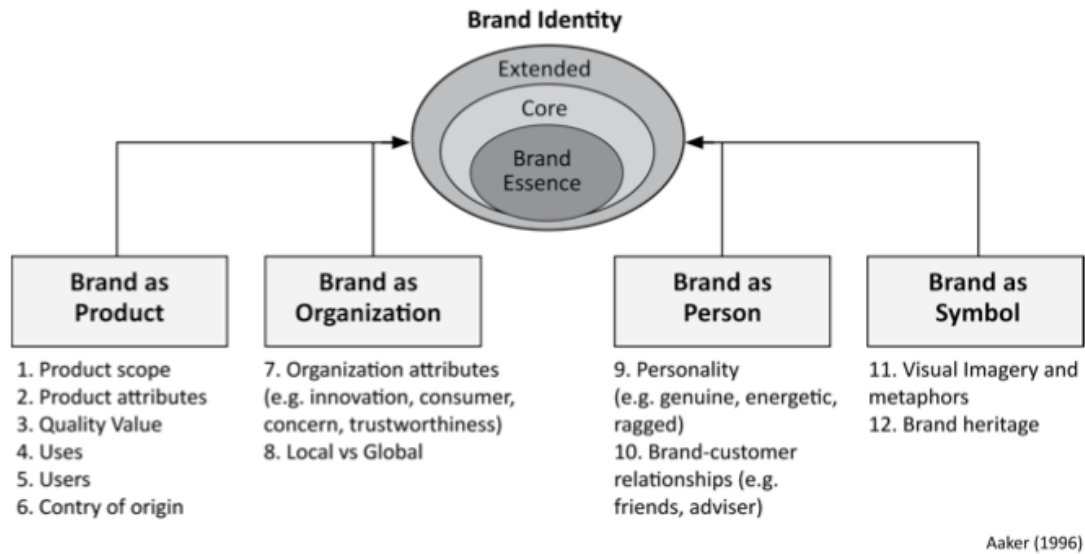 Brand Identity
Extended
Core
Brand
Essence
Brand as
Product
1. Product scope
2. Product attributes
3. Quality Value
4. Uses
5. Users
6. Contry of origin
Brand as
Organization
7. Organization attributes
(e.g. innovation, consumer,
concern, trustworthiness)
8. Local vs Global
Brand as
Person
9. Personality
(e.g. genuine, energetic,
ragged)
10. Brand-customer
relationships (e.g.
friends, adviser)
Brand as
Symbol
11. Visual Imagery and
metaphors
12. Brand heritage
Aaker (1996)